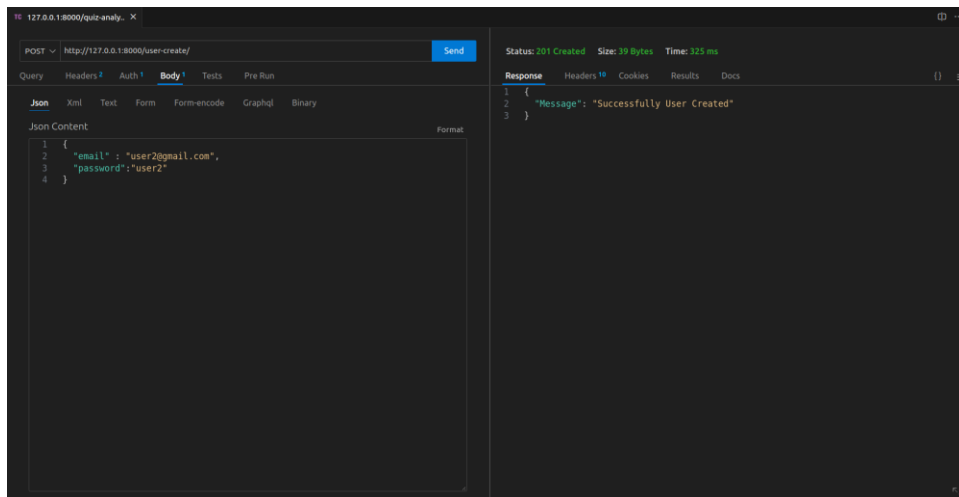 TC 127.0.0.1:8000/quiz-analy..
POST http://127.0.0.1:8000/user-create/ Send
Query Headers 2 Auth 1 Body 1 Tests Pre Run
Json Xml Text Form Form-encode Graphql Binary
Json Content Format
1 {
2 "email" : "user2@gmail.com",
3 "password":"user2"
4 }
Status: 201 Created Size: 39 Bytes Time: 325 ms
Response Headers 10 Cookies Results Docs {}
1 {
2 "Message": "Successfully User Created"
3 }